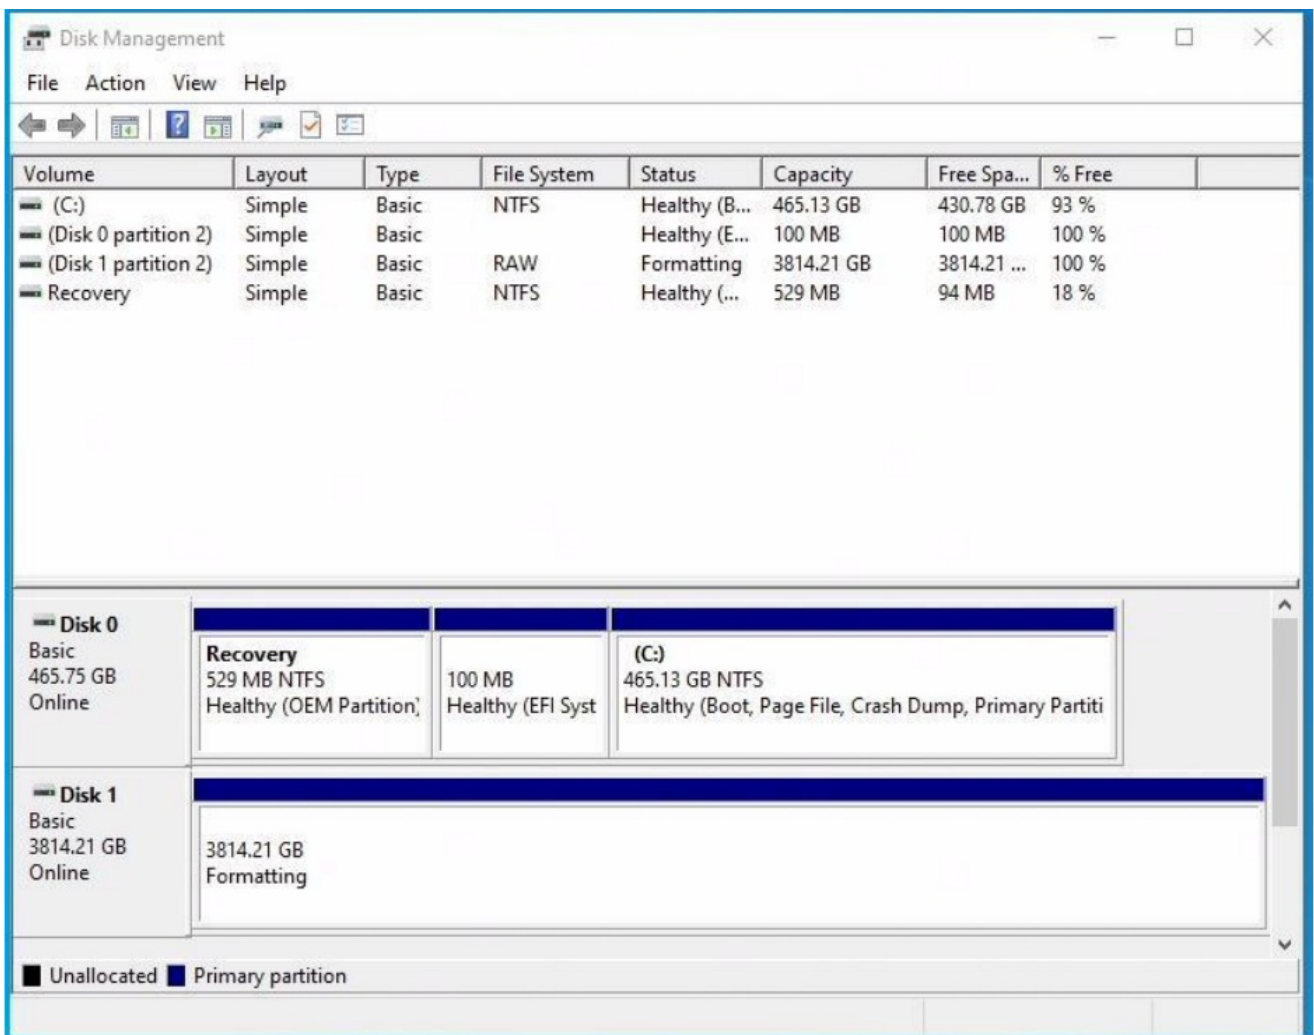 Disk Management
File Action View Help
Volume Layout Type File System Status Capacity Free Spa... % Free
(C:) Simple Basic NTFS Healthy (B... 465.13 GB 430.78 GB 93 %
(Disk 0 partition 2) Simple Basic Healthy (E... 100 MB 100 MB 100 %
(Disk 1 partition 2) Simple Basic RAW Formatting 3814.21 GB 3814.21 ... 100 %
Recovery Simple Basic NTFS Healthy (... 529 MB 94 MB 18 %
Disk 0
Basic
465.75 GB
Online
Recovery
529 MB NTFS
Healthy (OEM Partition)
100 MB
Healthy (EFI Syst
(C:)
465.13 GB NTFS
Healthy (Boot, Page File, Crash Dump, Primary Partiti
Disk 1
Basic
3814.21 GB
Online
3814.21 GB
Formatting
Unallocated Primary partition